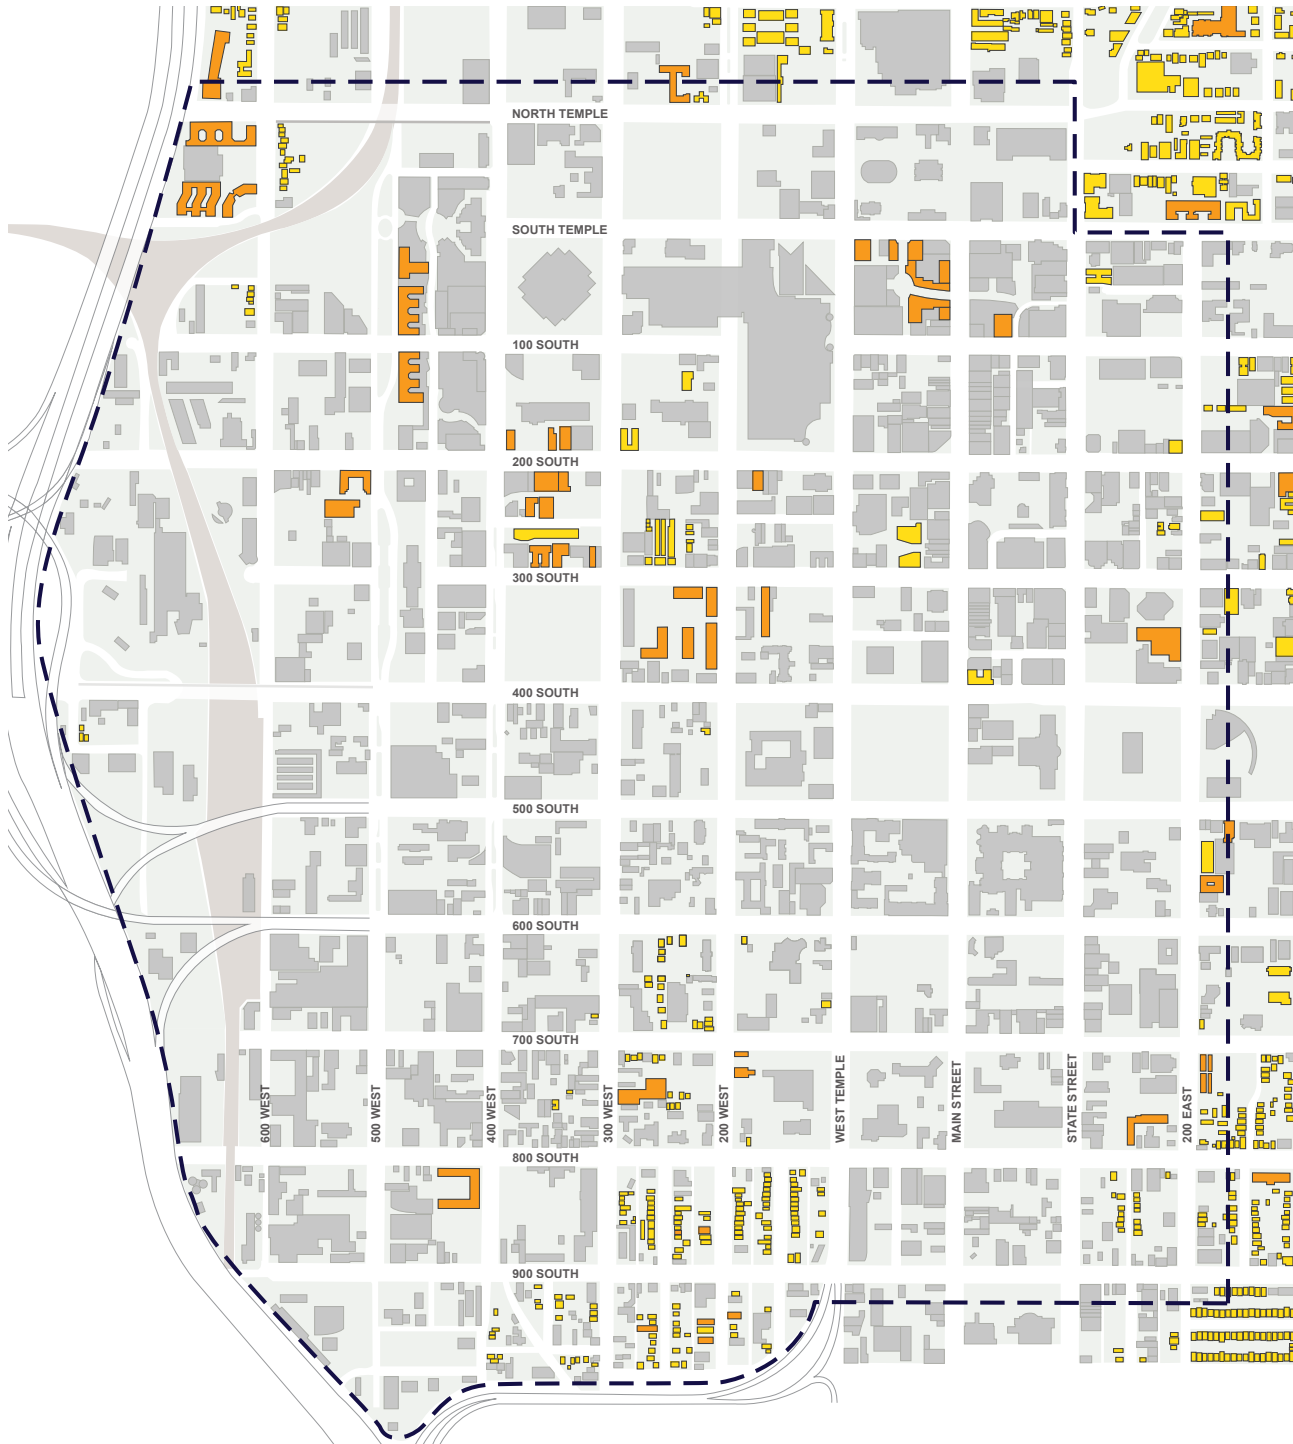 NORTH TEMPLE
SOUTH TEMPLE
100 SOUTH
200 SOUTH
300 SOUTH
400 SOUTH
500 SOUTH
600 SOUTH
700 SOUTH
600 WEST
500 WEST
400 WEST
300 WEST
200 WEST
WEST TEMPLE
MAIN STREET
STATE STREET
200 EAST
800 SOUTH
900 SOUTH